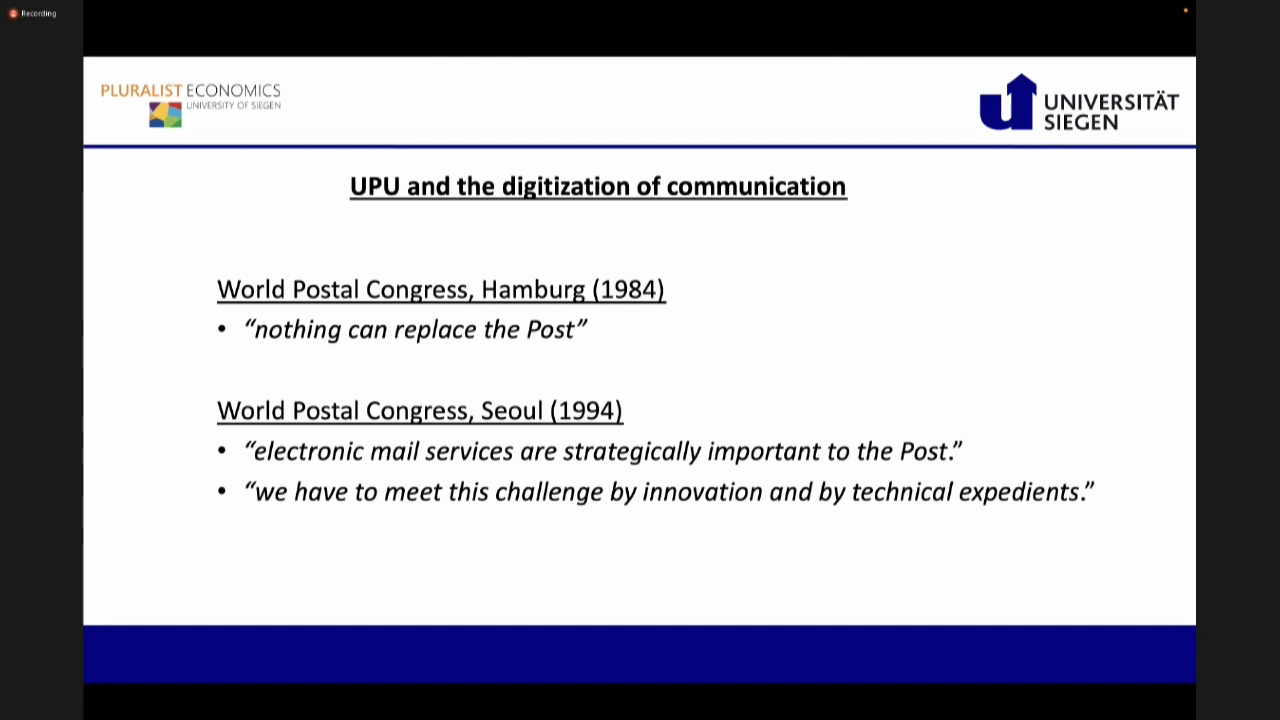 Recording
PLURALIST ECONOMICS
UNIVERSITY OF SIEGEN
UNIVERSITÄT
SIEGEN
UPU and the digitization of communication
World Postal Congress, Hamburg (1984)
• “nothing can replace the Post”
World Postal Congress, Seoul (1994)
• “electronic mail services are strategically important to the Post.”
• “we have to meet this challenge by innovation and by technical expedients.”